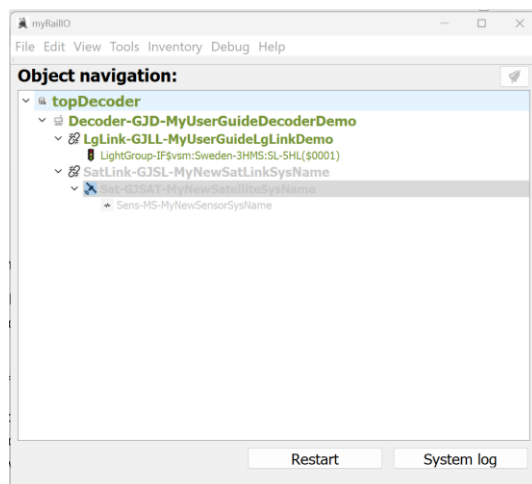 myRailIO
File Edit View Tools Inventory Debug Help
Object navigation:
topDecoder
Decoder-GJD-MyUserGuideDecoderDemo
LgLink-GJLL-MyUserGuideLgLinkDemo
LightGroup-IF$vsm:Sweden-3HMS:SL-5HL($0001)
SatLink-GJSL-MyNewSatLinkSysName
Sat-GJSAT-MyNewSatelliteSysName
Sens-MS-MyNewSensorSysName
Restart System log